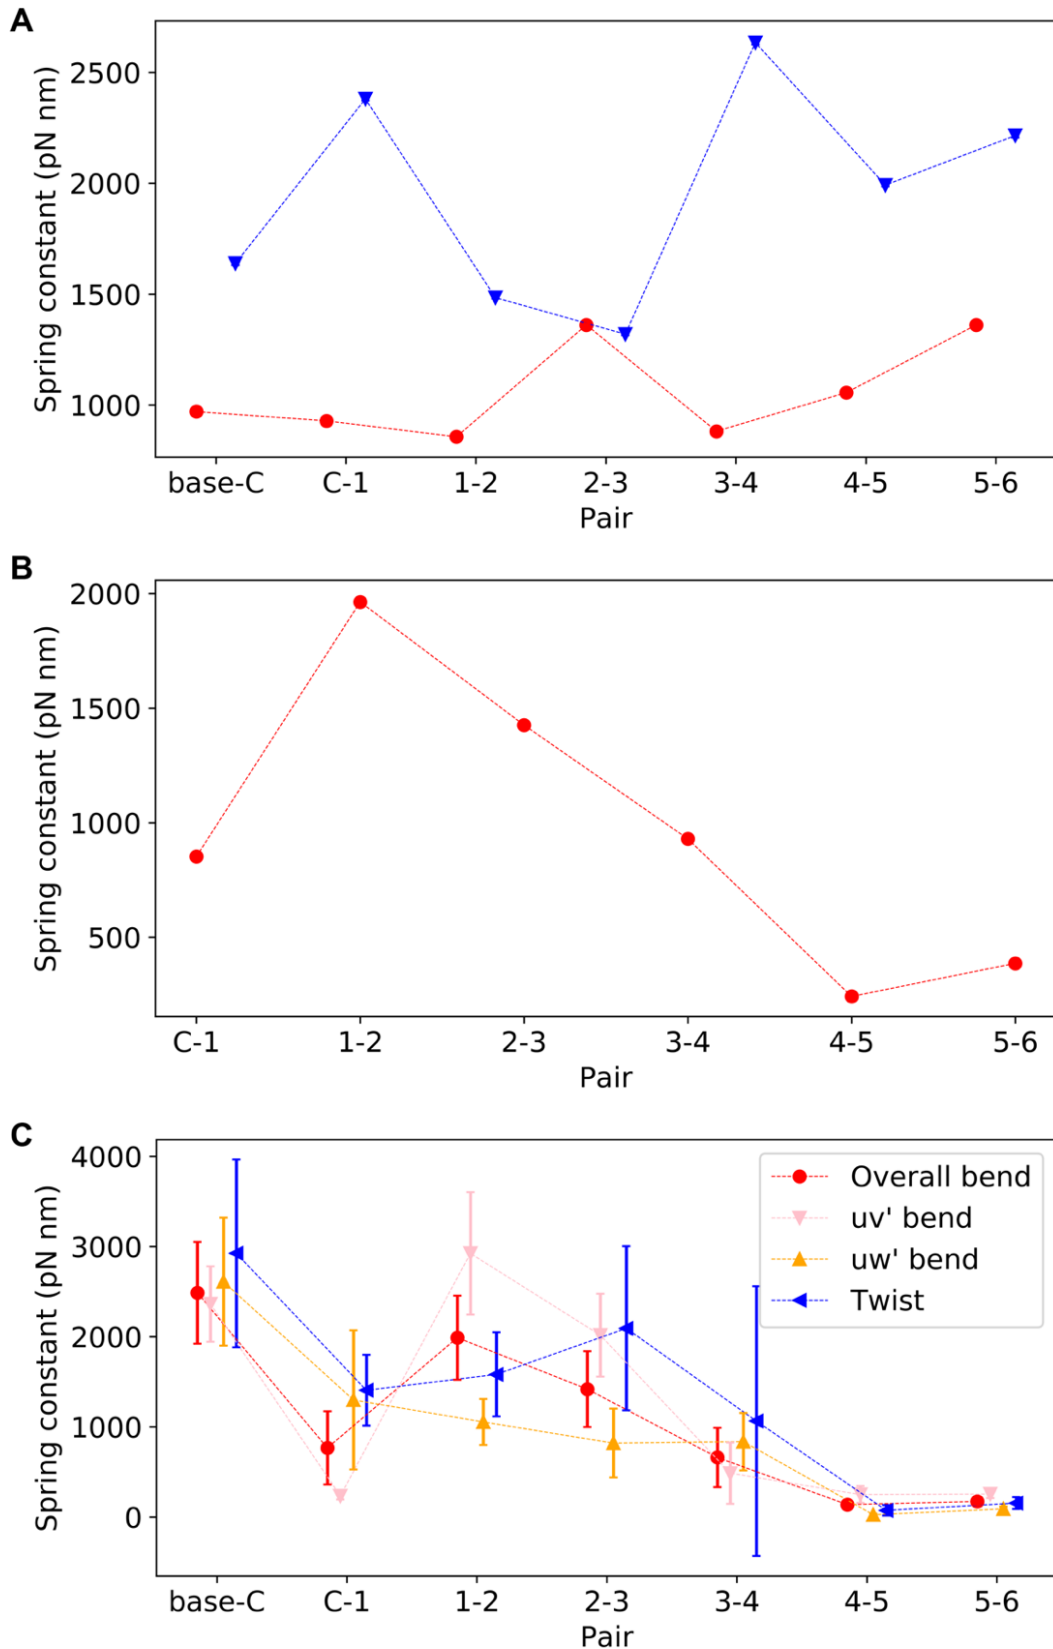 A
Spring constant (pN nm)
2500
2000
1500
1000
base-C C-1 1-2 2-3 3-4 4-5 5-6
Pair
B
Spring constant (pN nm)
2000
1500
1000
500
C-1 1-2 2-3 3-4 4-5 5-6
Pair
C
Spring constant (pN nm)
4000
3000
2000
1000
0
Overall bend
uv' bend
uw' bend
Twist
base-C C-1 1-2 2-3 3-4 4-5 5-6
Pair